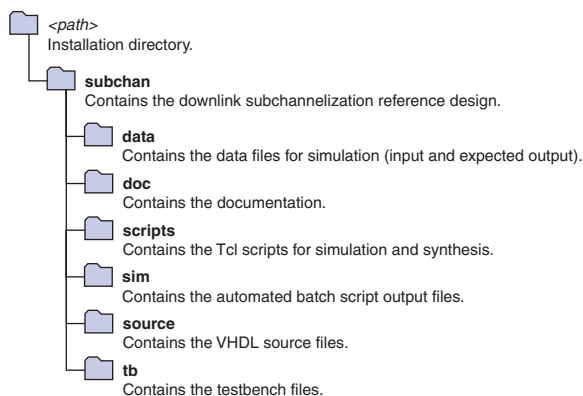 <path>
Installation directory.
subchan
Contains the downlink subchannelization reference design.
data
Contains the data files for simulation (input and expected output).
doc
Contains the documentation.
scripts
Contains the Tcl scripts for simulation and synthesis.
sim
Contains the automated batch script output files.
source
Contains the VHDL source files.
tb
Contains the testbench files.